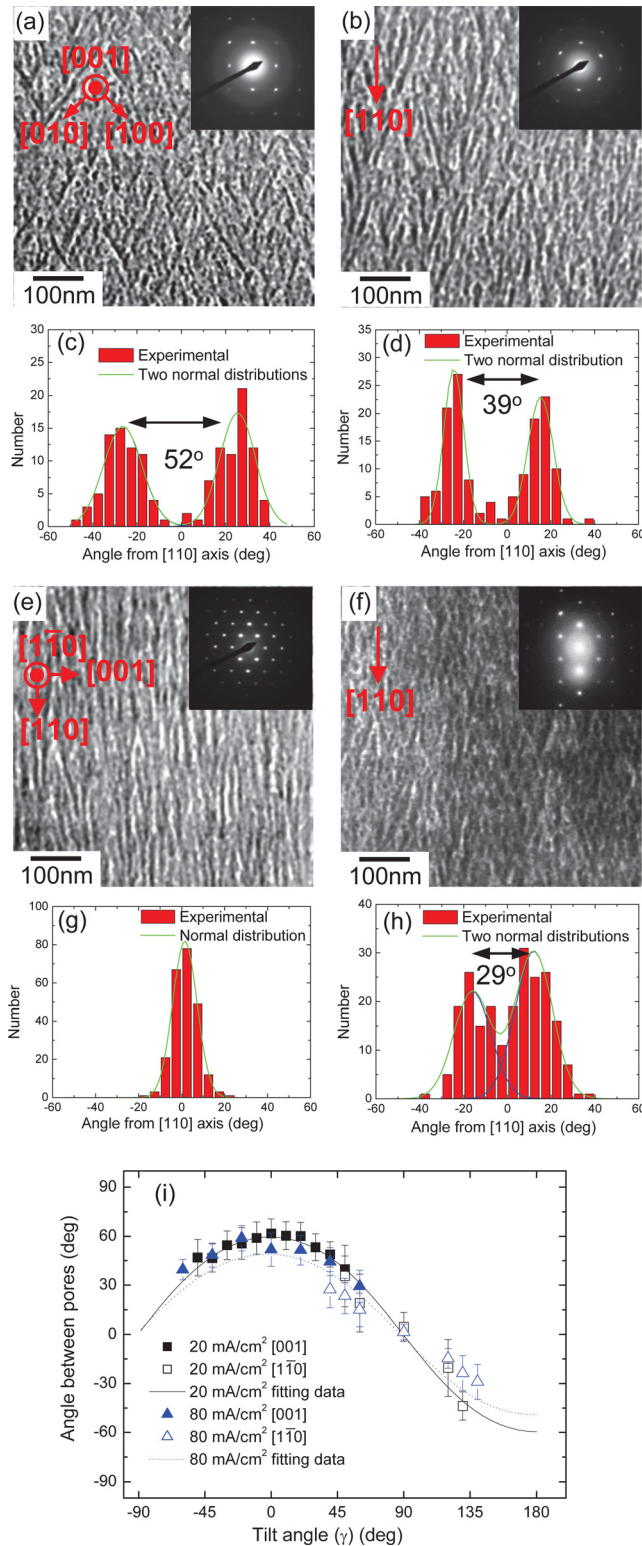 (a)
[001]
[010]
[100]
100nm
(b)
[110]
100nm
(c)
Experimental
Two normal distributions
52°
Number
30
25
20
15
10
5
0
-60 -40 -20 0 20 40 60
Angle from [110] axis (deg)
(d)
Experimental
Two normal distribution
39°
Number
35
30
25
20
15
10
5
0
-60 -40 -20 0 20 40 60
Angle from [110] axis (deg)
(e)
[11̅0]
[001]
[110]
100nm
(f)
[110]
100nm
(g)
Experimental
Normal distribution
Number
100
80
60
40
20
0
-60 -40 -20 0 20 40 60
Angle from [110] axis (deg)
(h)
Experimental
Two normal distributions
29°
Number
40
30
20
10
0
-60 -40 -20 0 20 40 60
Angle from [110] axis (deg)
(i)
Angle between pores (deg)
90
60
30
0
-30
-60
-90
20 mA/cm² [001]
20 mA/cm² [11̅0]
20 mA/cm² fitting data
80 mA/cm² [001]
80 mA/cm² [11̅0]
80 mA/cm² fitting data
-90 -45 0 45 90 135 180
Tilt angle (γ) (deg)